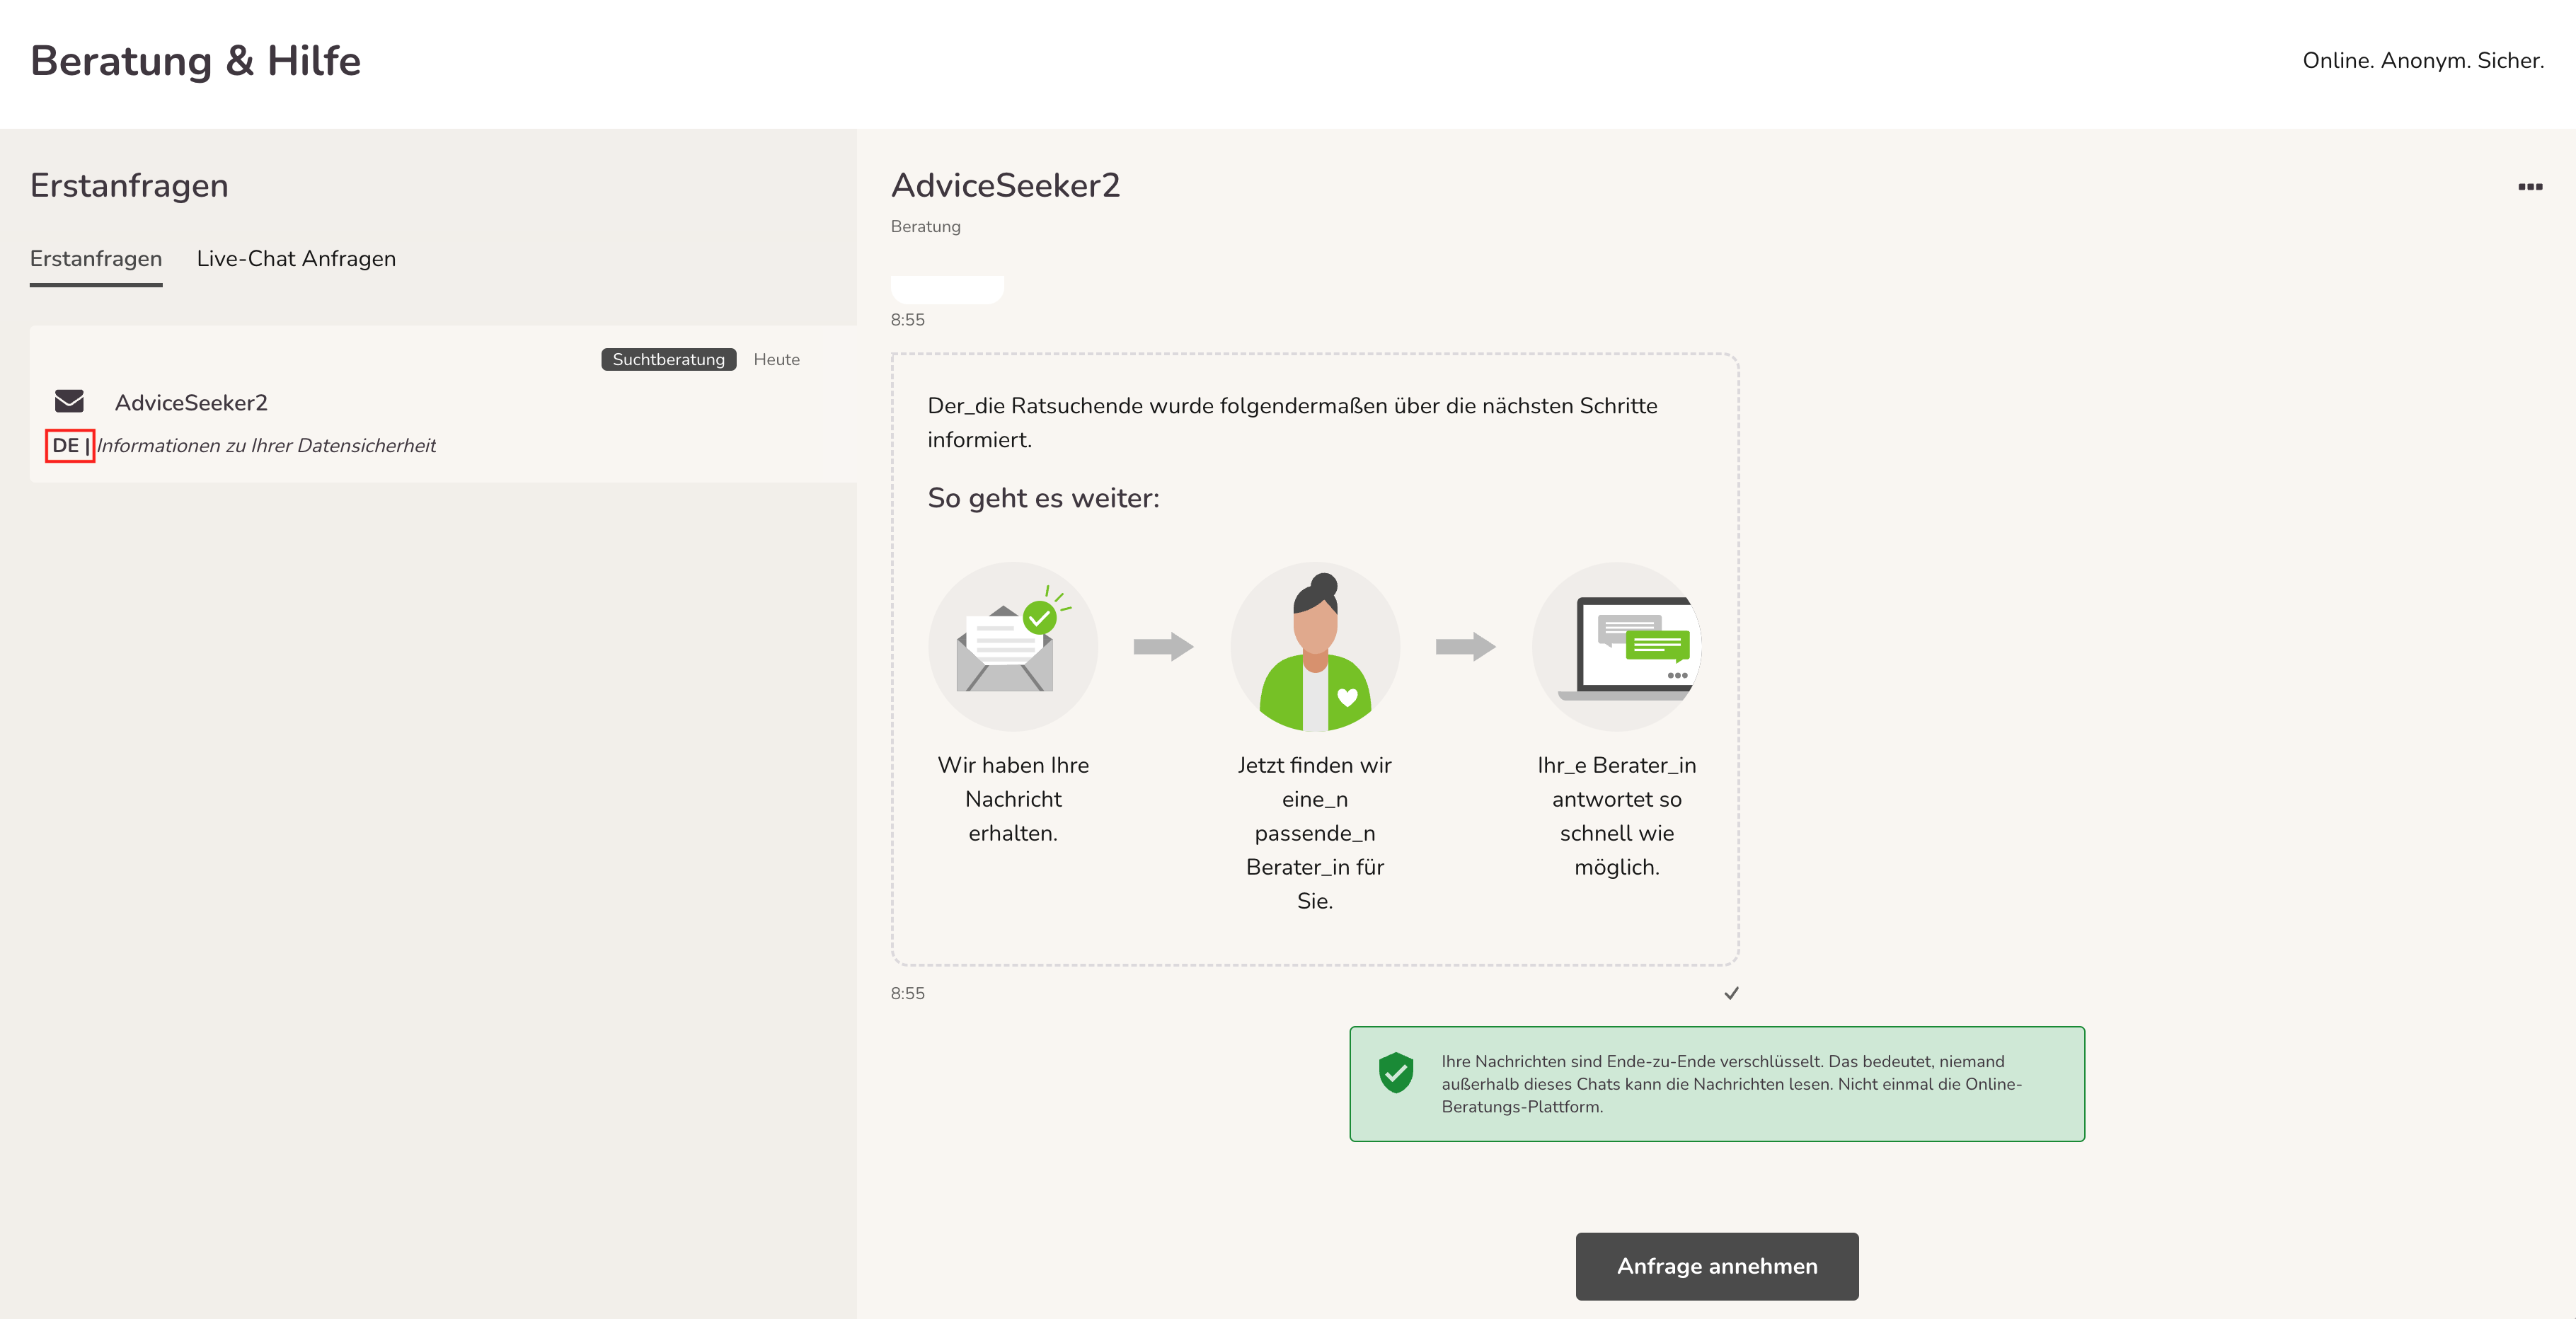 Beratung & Hilfe
Online. Anonym. Sicher.
Erstanfragen
Erstanfragen
Live-Chat Anfragen
Suchtberatung
Heute
AdviceSeeker2
DE | Informationen zu Ihrer Datensicherheit
AdviceSeeker2
Beratung
8:55
Der_die Ratsuchende wurde folgendermaßen über die nächsten Schritte
informiert.
So geht es weiter:
Wir haben Ihre
Nachricht
erhalten.
Jetzt finden wir
eine_n
passende_n
Berater_in für
Sie.
Ihr_e Berater_in
antwortet so
schnell wie
möglich.
8:55
Ihre Nachrichten sind Ende-zu-Ende verschlüsselt. Das bedeutet, niemand
außerhalb dieses Chats kann die Nachrichten lesen. Nicht einmal die Online-
Beratungs-Plattform.
Anfrage annehmen